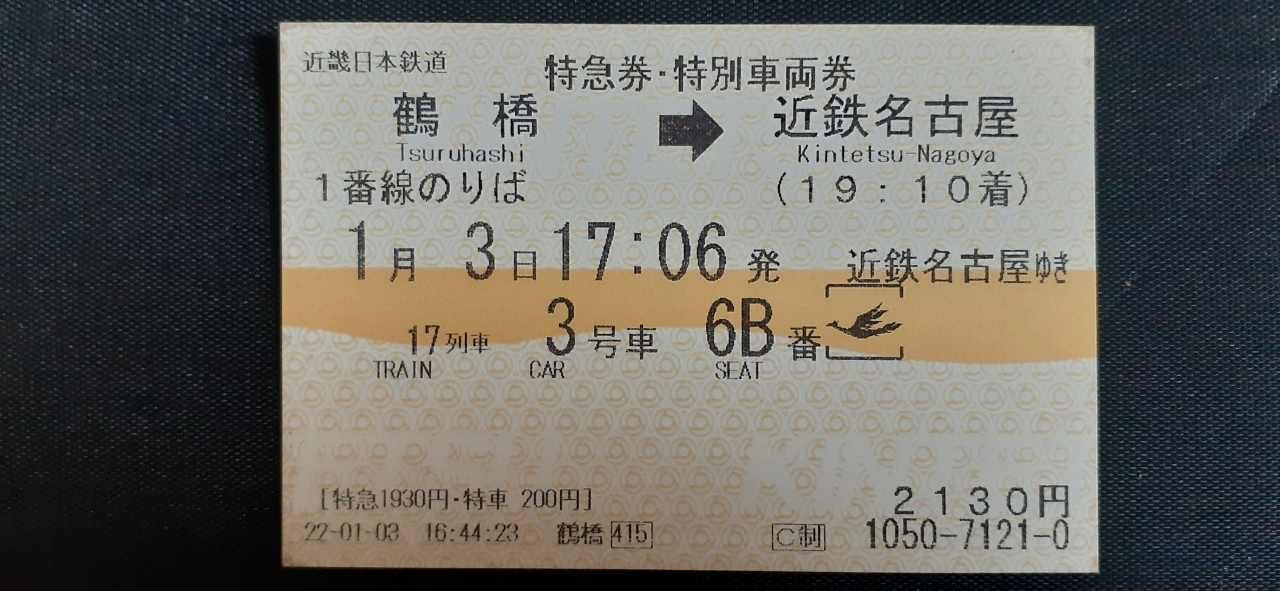 近畿日本鉄道
特急券・特別車両券
鶴 橋 ➡ 近鉄名古屋
Tsuruhashi Kintetsu-Nagoya
1番線のりば (19:10着)
1月 3日17:06発 近鉄名古屋ゆき
17列車 3号車 6B番
TRAIN CAR SEAT
[特急1930円・特車 200円] 2130円
22-01-03 16:44:23 鶴橋415 C制 1050-7121-0